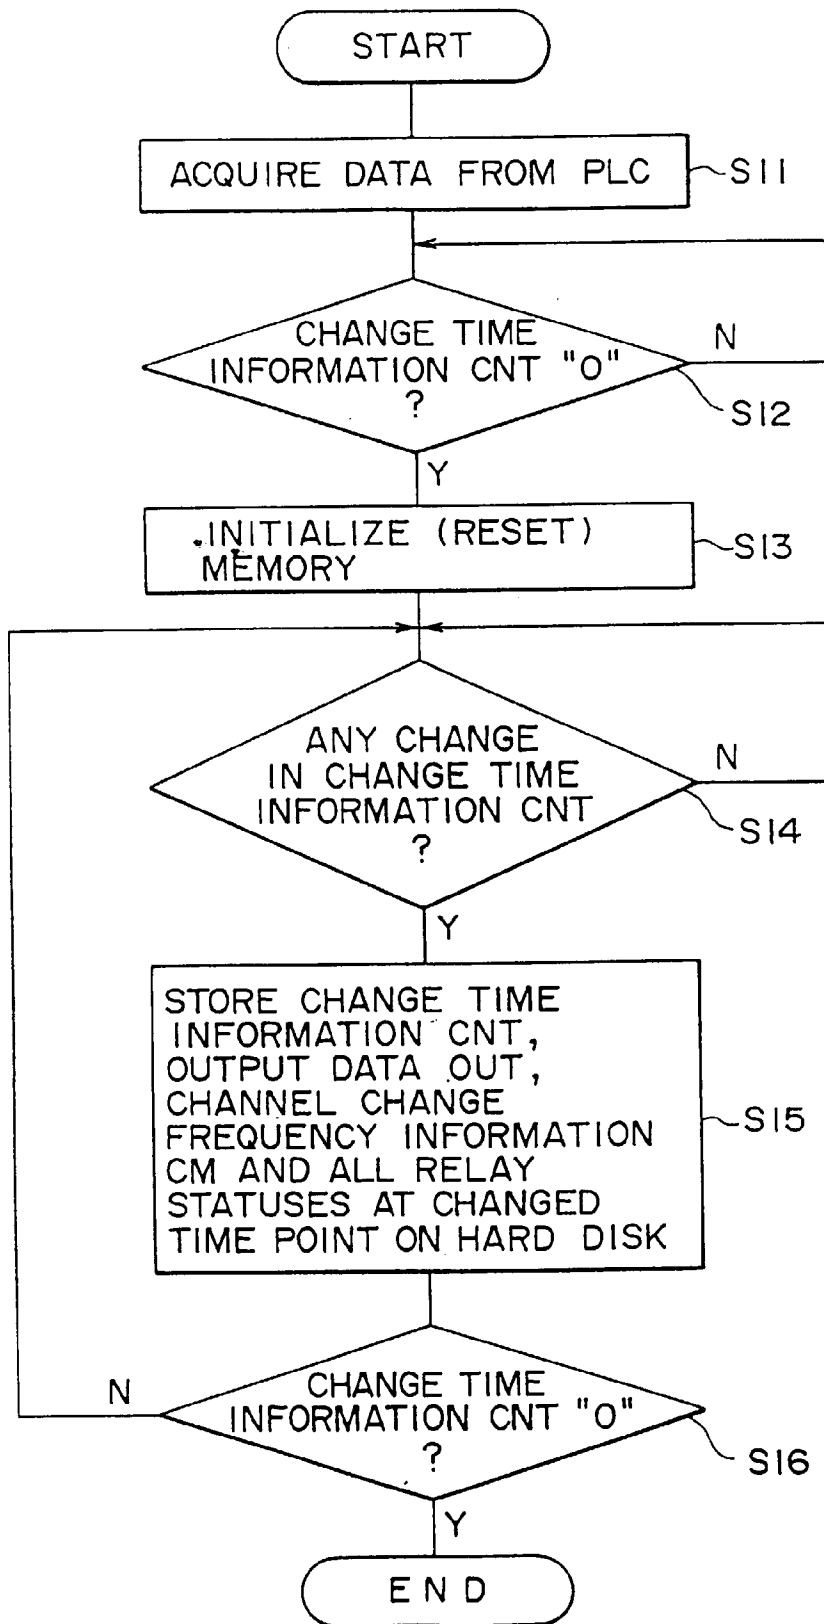 START
ACQUIRE DATA FROM PLC
S11
CHANGE TIME
INFORMATION CNT "0"
?
N
S12
Y
INITIALIZE (RESET)
MEMORY
S13
ANY CHANGE
IN CHANGE TIME
INFORMATION CNT
?
N
S14
Y
STORE CHANGE TIME
INFORMATION CNT,
OUTPUT DATA OUT,
CHANNEL CHANGE
FREQUENCY INFORMATION
CM AND ALL RELAY
STATUSES AT CHANGED
TIME POINT ON HARD DISK
S15
N
CHANGE TIME
INFORMATION CNT "0"
?
S16
Y
END